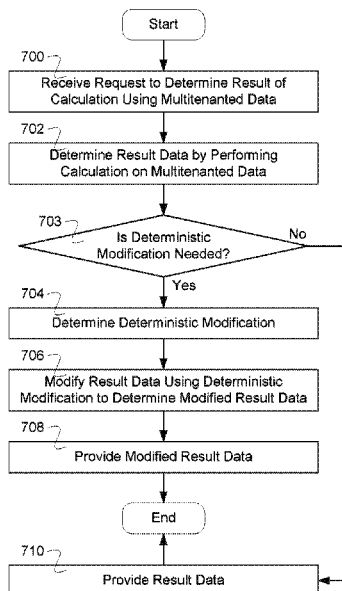 Start
700
Receive Request to Determine Result of
Calculation Using Multitenanted Data
702
Determine Result Data by Performing
Calculation on Multitenanted Data
703
No
Is Deterministic
Modification Needed?
Yes
704
Determine Deterministic Modification
706
Modify Result Data Using Deterministic
Modification to Determine Modified Result Data
708
Provide Modified Result Data
End
710
Provide Result Data